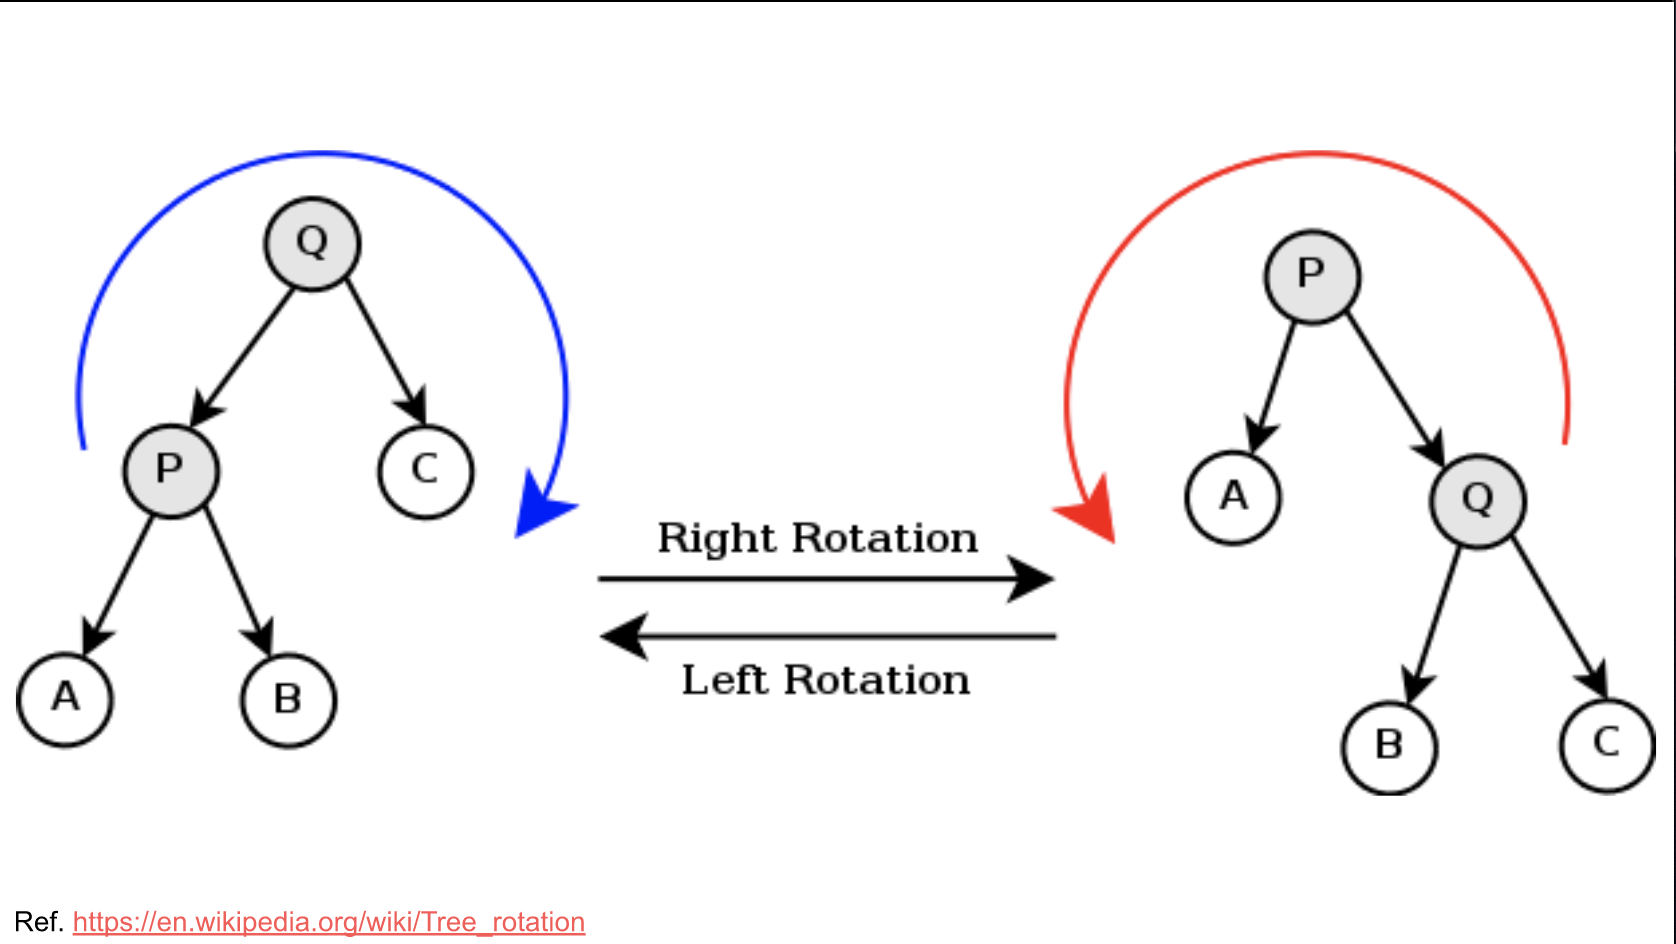 Q
P
C
A
B
Right Rotation
Left Rotation
P
A
Q
B
C
Ref. https://en.wikipedia.org/wiki/Tree_rotation